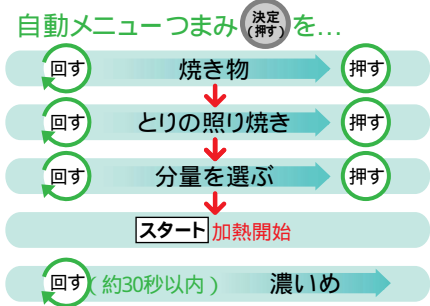 自動メニューつまみ 決定(押す) を…
回す 焼き物 押す
回す とりの照り焼き 押す
回す 分量を選ぶ 押す
スタート 加熱開始
回す (約30秒以内) 濃いめ